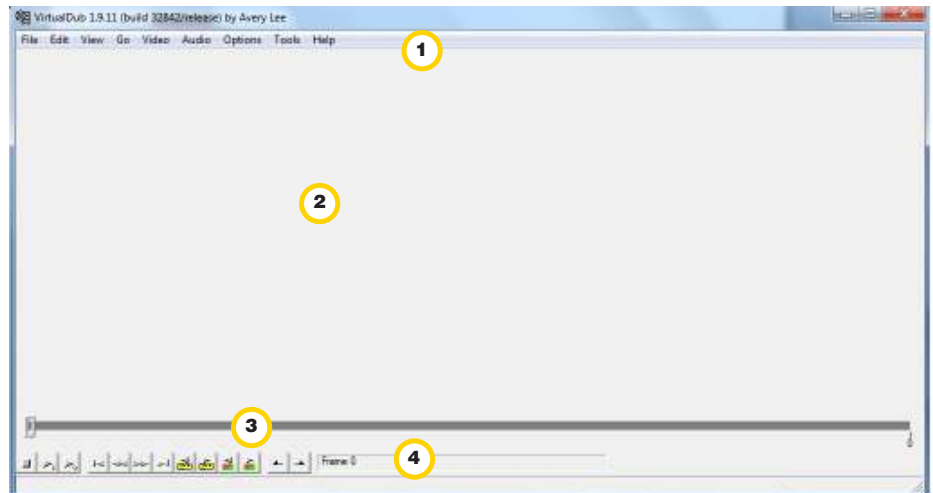 VirtualDub 1.9.11 (build 32842/release) by Avery Lee
File Edit View Go Video Audio Options Tools Help
1
2
3
4
Frame 0